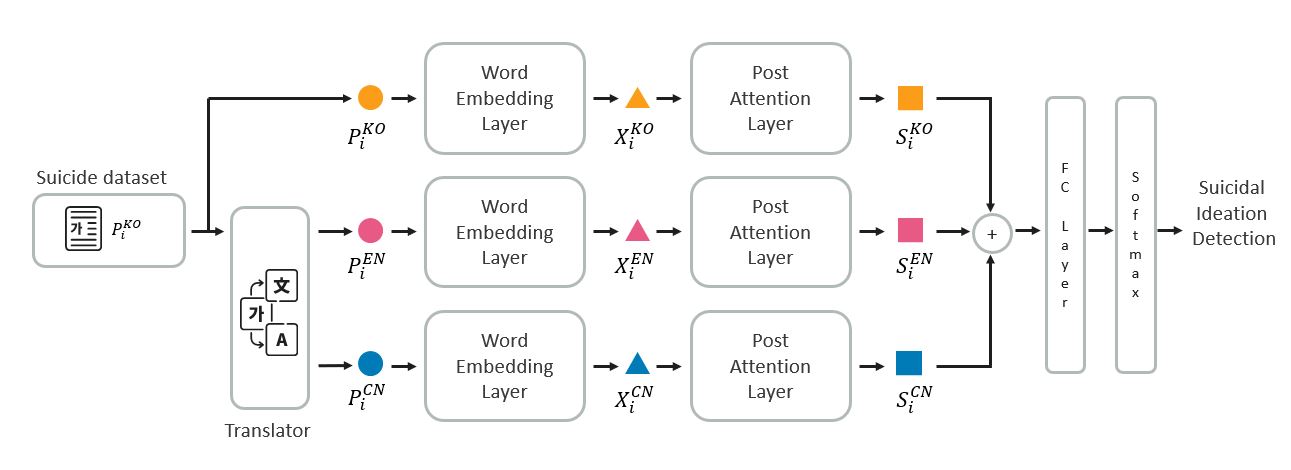 Suicide dataset
가 P_i^{KO}
Translator
文
가
A
P_i^{KO}
Word
Embedding
Layer
X_i^{KO}
Post
Attention
Layer
S_i^{KO}
P_i^{EN}
Word
Embedding
Layer
X_i^{EN}
Post
Attention
Layer
S_i^{EN}
P_i^{CN}
Word
Embedding
Layer
X_i^{CN}
Post
Attention
Layer
S_i^{CN}
+
FC Layer
Softmax
Suicidal
Ideation
Detection